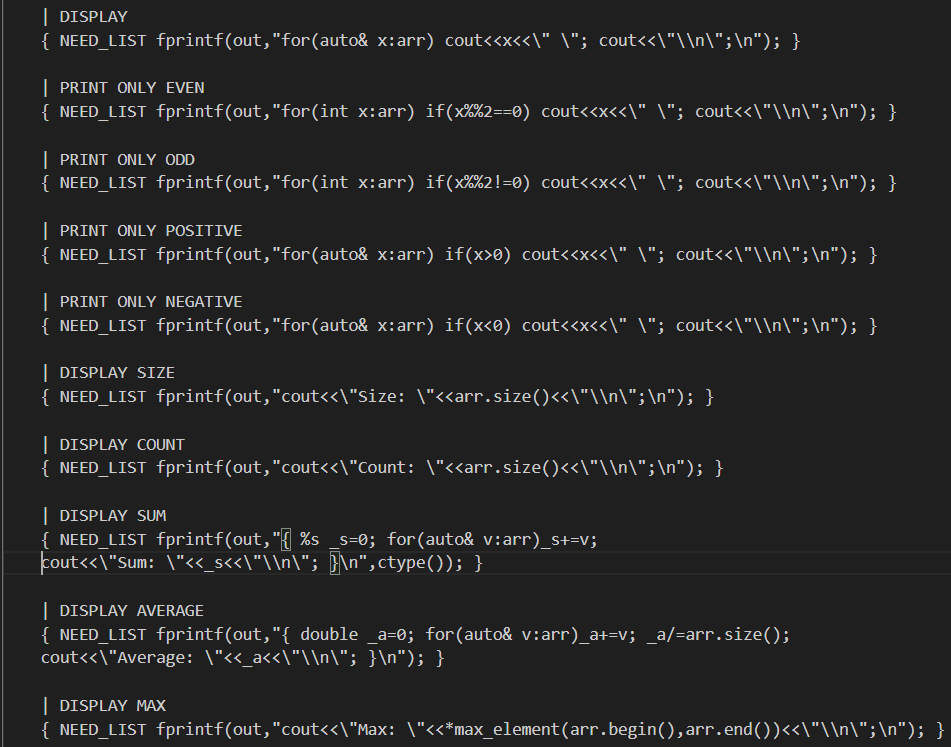 | DISPLAY
{ NEED_LIST fprintf(out,"for(auto& x:arr) cout<<x<<\" \"; cout<<\"\\n\";\n"); }
| PRINT ONLY EVEN
{ NEED_LIST fprintf(out,"for(int x:arr) if(x%%2==0) cout<<x<<\" \"; cout<<\"\\n\";\n"); }
| PRINT ONLY ODD
{ NEED_LIST fprintf(out,"for(int x:arr) if(x%%2!=0) cout<<x<<\" \"; cout<<\"\\n\";\n"); }
| PRINT ONLY POSITIVE
{ NEED_LIST fprintf(out,"for(auto& x:arr) if(x>0) cout<<x<<\" \"; cout<<\"\\n\";\n"); }
| PRINT ONLY NEGATIVE
{ NEED_LIST fprintf(out,"for(auto& x:arr) if(x<0) cout<<x<<\" \"; cout<<\"\\n\";\n"); }
| DISPLAY SIZE
{ NEED_LIST fprintf(out,"cout<<\"Size: \"<<arr.size()<<\"\\n\";\n"); }
| DISPLAY COUNT
{ NEED_LIST fprintf(out,"cout<<\"Count: \"<<arr.size()<<\"\\n\";\n"); }
| DISPLAY SUM
{ NEED_LIST fprintf(out,"{ %s _s=0; for(auto& v:arr)_s+=v;
cout<<\"Sum: \"<<_s<<\"\\n\"; }\n",ctype()); }
| DISPLAY AVERAGE
{ NEED_LIST fprintf(out,"{ double _a=0; for(auto& v:arr)_a+=v; _a/=arr.size();
cout<<\"Average: \"<<_a<<\"\\n\"; }\n"); }
| DISPLAY MAX
{ NEED_LIST fprintf(out,"cout<<\"Max: \"<<*max_element(arr.begin(),arr.end())<<\"\\n\";\n"); }